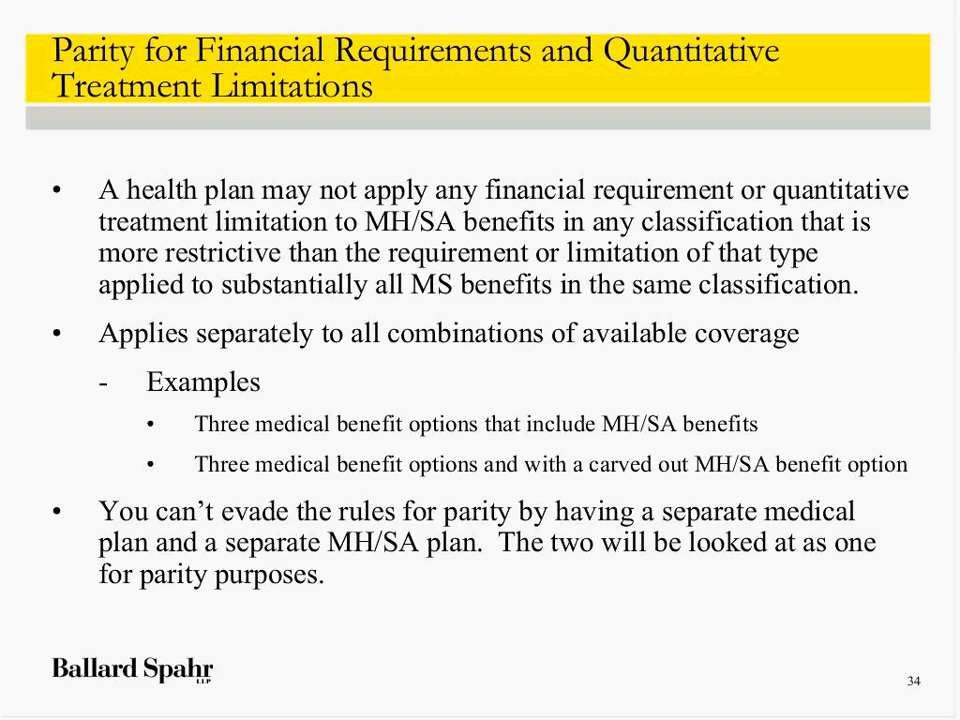 Parity for Financial Requirements and Quantitative
Treatment Limitations
• A health plan may not apply any financial requirement or quantitative
treatment limitation to MH/SA benefits in any classification that is
more restrictive than the requirement or limitation of that type
applied to substantially all MS benefits in the same classification.
• Applies separately to all combinations of available coverage
- Examples
• Three medical benefit options that include MH/SA benefits
• Three medical benefit options and with a carved out MH/SA benefit option
• You can’t evade the rules for parity by having a separate medical
plan and a separate MH/SA plan.  The two will be looked at as one
for parity purposes.
Ballard Spahr
LLP
34